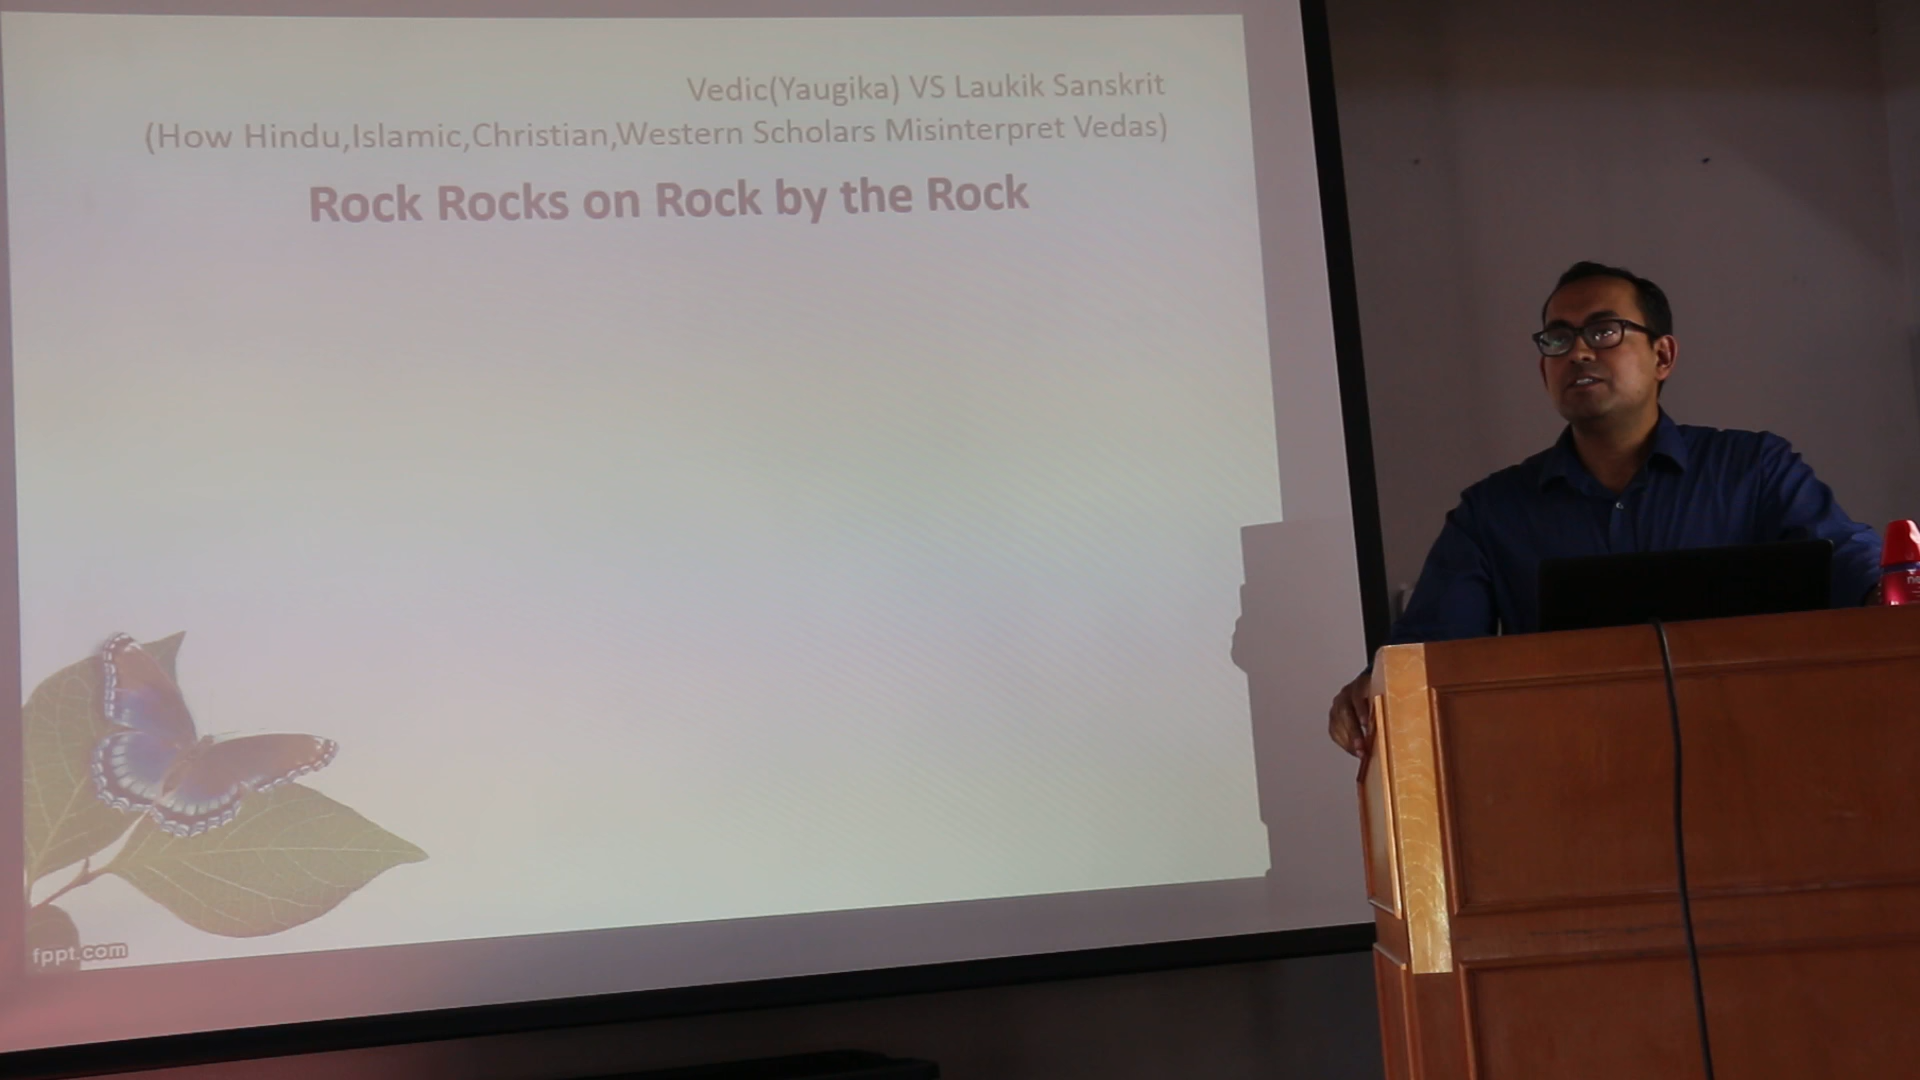 Vedic(Yaugika) VS Laukik Sanskrit
(How Hindu,Islamic,Christian,Western Scholars Misinterpret Vedas)
Rock Rocks on Rock by the Rock
fppt.com